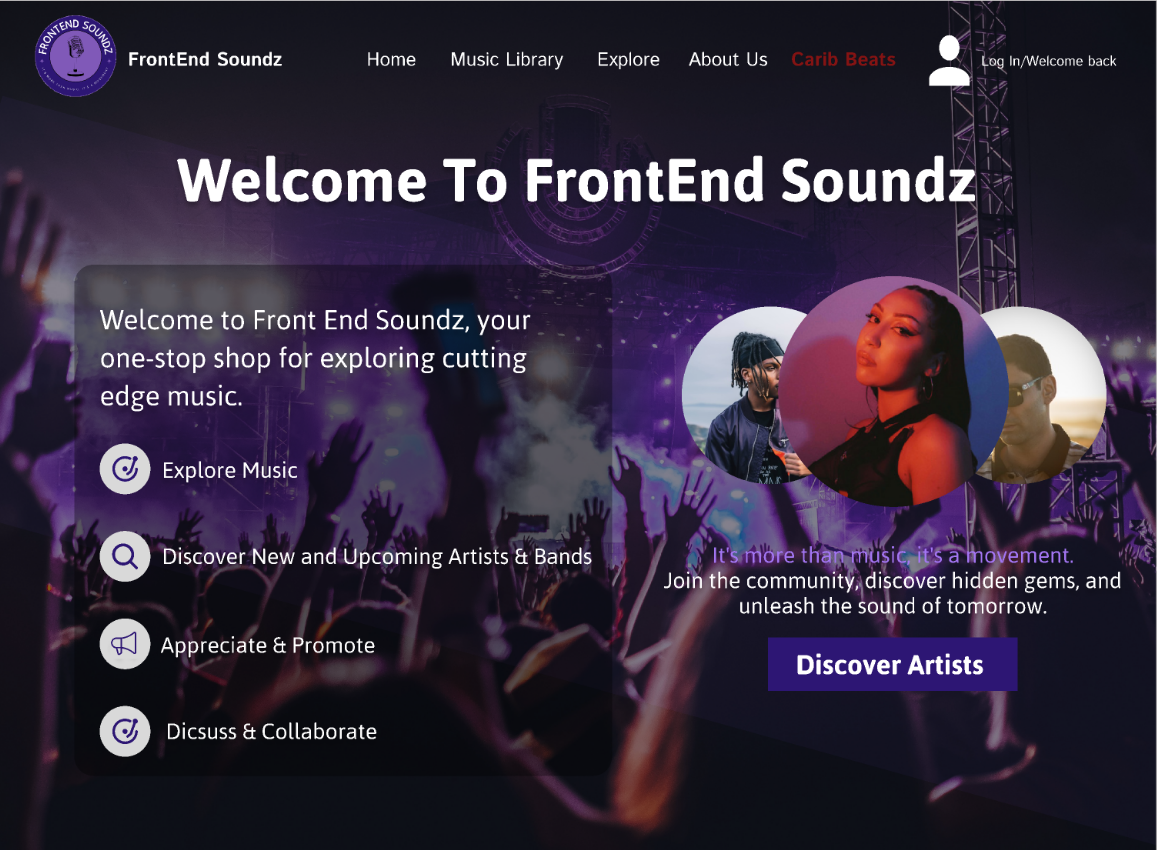 FRONTEND SOUNDZ
FrontEnd Soundz
Home
Music Library
Explore
About Us
Carib Beats
Log In/Welcome back
Welcome To FrontEnd Soundz
Welcome to Front End Soundz, your
one-stop shop for exploring cutting
edge music.
Explore Music
Discover New and Upcoming Artists & Bands
Appreciate & Promote
Dicsuss & Collaborate
It's more than music, it's a movement.
Join the community, discover hidden gems, and
unleash the sound of tomorrow.
Discover Artists